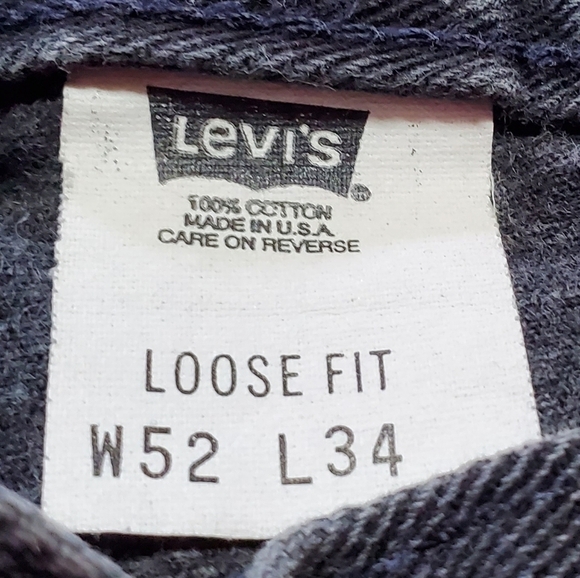 LEVI'S ®
100% COTTON
MADE IN U.S.A.
CARE ON REVERSE
LOOSE FIT
W52 L34